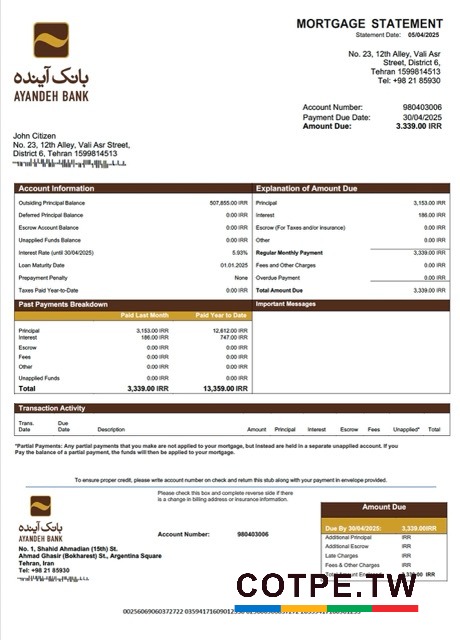 MORTGAGE STATEMENT
Statement Date: 05/04/2025
بانک آینده
AYANDEH BANK
No. 23, 12th Alley, Vali Asr
Street, District 6,
Tehran 1599814513
Tel: +98 21 85930
Account Number: 980403006
Payment Due Date: 30/04/2025
Amount Due: 3,339.00 IRR
John Citizen
No. 23, 12th Alley, Vali Asr Street,
District 6, Tehran 1599814513
Account Information
Outsiding Principal Balance 507,855.00 IRR
Deferred Principal Balance 0.00 IRR
Escrow Account Balance 0.00 IRR
Unapplied Funds Balance 0.00 IRR
Interest Rate (until 30/04/2025) 5.93%
Loan Maturity Date 01.01.2025
Prepayment Penalty None
Taxes Paid Year-to-Date 0.00 IRR
Explanation of Amount Due
Principal 3,153.00 IRR
Interest 186.00 IRR
Escrow (For Taxes and/or insurance) 0.00 IRR
Other 0.00 IRR
Regular Monthly Payment 3,339.00 IRR
Fees and Other Charges 0.00 IRR
Overdue Payment 0.00 IRR
Total Amount Due 3,339.00 IRR
Past Payments Breakdown
Paid Last Month Paid Year to Date
Principal 3,153.00 IRR 12,612.00 IRR
Interest 186.00 IRR 747.00 IRR
Escrow 0.00 IRR 0.00 IRR
Fees 0.00 IRR 0.00 IRR
Other 0.00 IRR 0.00 IRR
Unapplied Funds 0.00 IRR 0.00 IRR
Total 3,339.00 IRR 13,359.00 IRR
Important Messages
Transaction Activity
Trans. Date Due Date Description Amount Principal Interest Escrow Fees Unapplied* Total
*Partial Payments: Any partial payments that you make are not applied to your mortgage, but instead are held in a separate unapplied account. If you
Pay the balance of a partial payment, the funds will then be applied to your mortgage.
To ensure proper credit, please write account number on check and return this stub along with your payment in envelope provided.
Please check this box and complete reverse side if there
is a change in billing address or insurance information.
بانک آینده
AYANDEH BANK
No. 1, Shahid Ahmadian (15th) St.
Ahmad Ghasir (Bokharest) St., Argentina Square
Tehran, Iran
Tel: +98 21 85930
Account Number: 980403006
Amount Due
Due By 30/04/2025: 3,339.00IRR
Additional Principal IRR
Additional Escrow IRR
Late Charges IRR
Fees & Other Charges IRR
Total Amount Enclosed 3,339.00 IRR
COTPE.TW